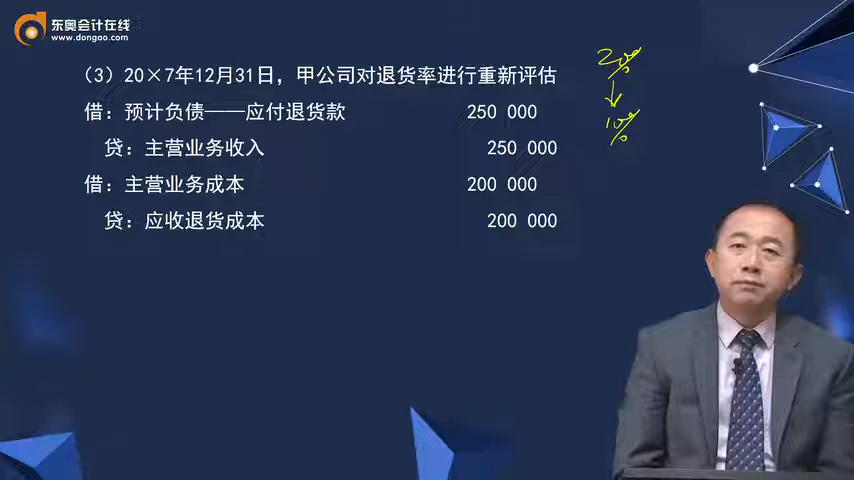 东奥会计在线
www.dongao.com
(3) 20×7年12月31日，甲公司对退货率进行重新评估
借：预计负债——应付退货款 250 000
贷：主营业务收入 250 000
借：主营业务成本 200 000
贷：应收退货成本 200 000
20%
↓
10%